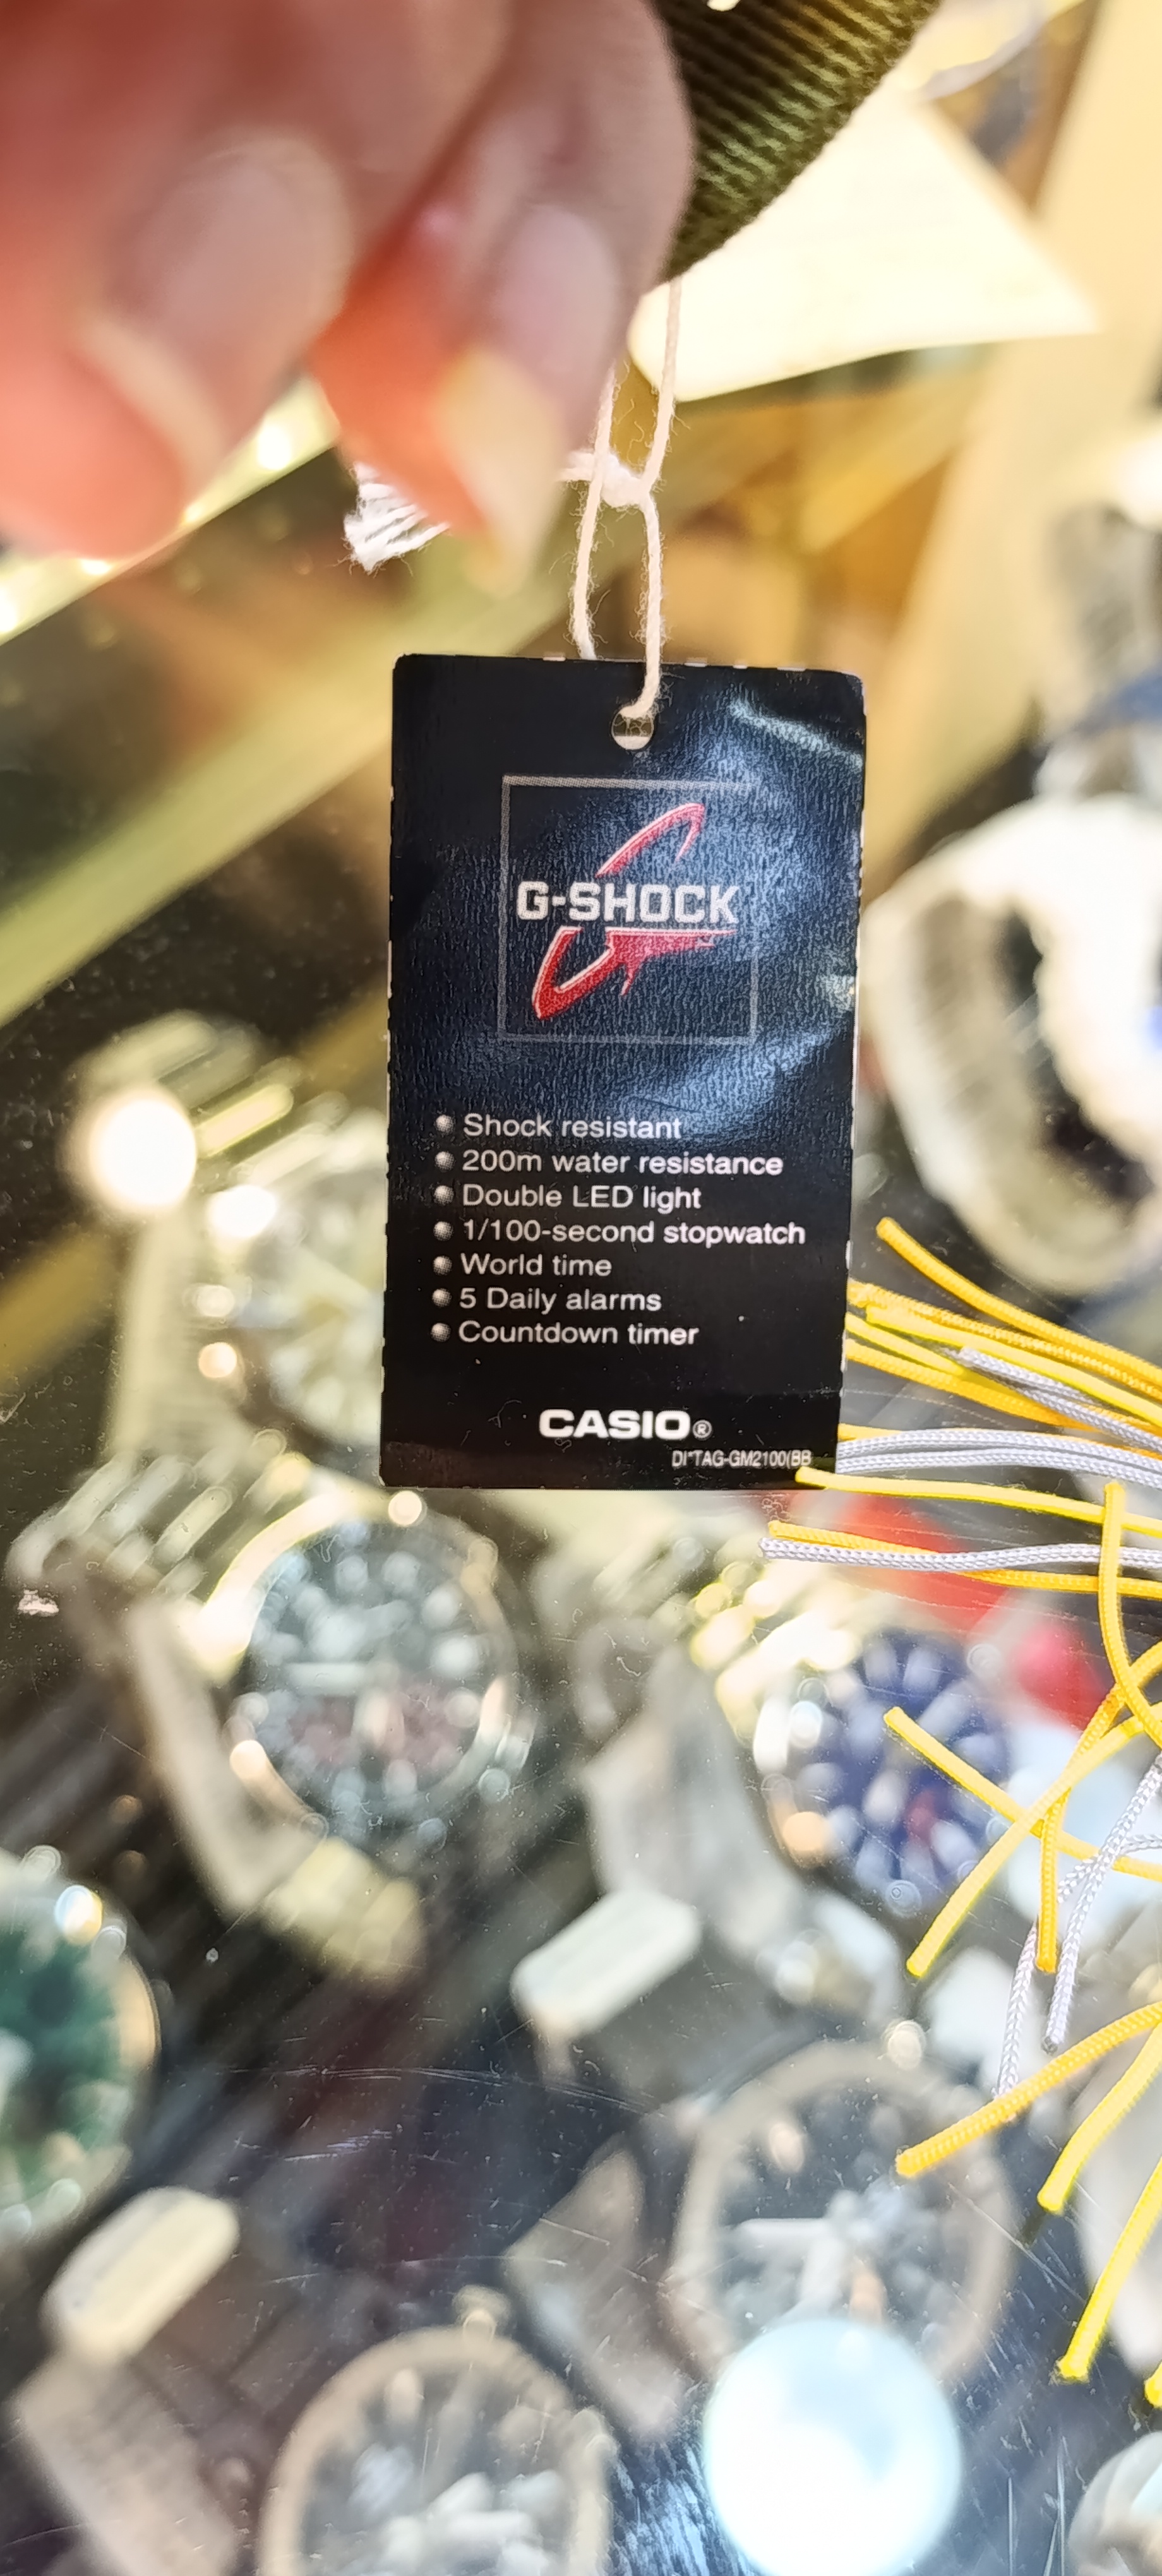 G-SHOCK
Shock resistant
200m water resistance
Double LED light
1/100-second stopwatch
World time
5 Daily alarms
Countdown timer
CASIO®
DI*TAG-GM2100(BB